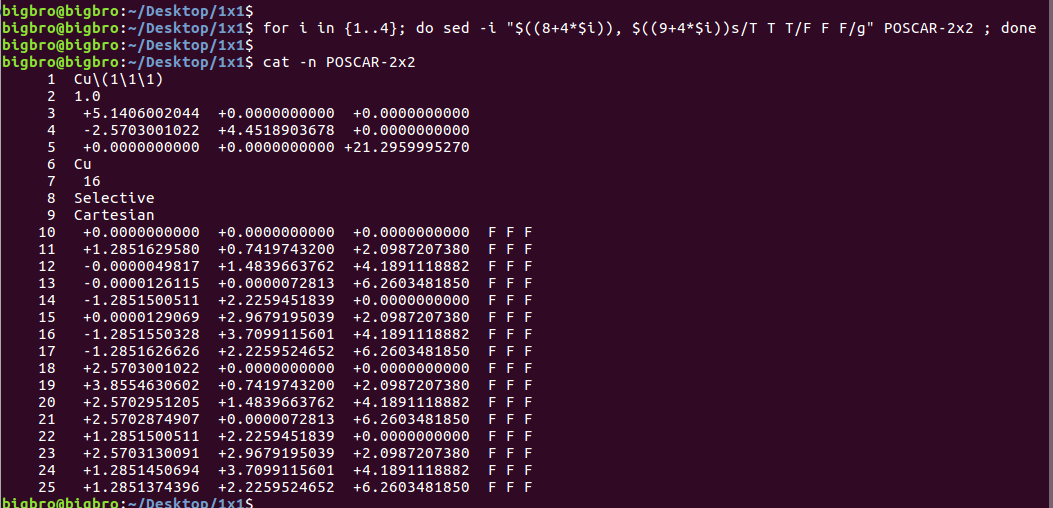 bigbro@bigbro:~/Desktop/1x1$
bigbro@bigbro:~/Desktop/1x1$ for i in {1..4}; do sed -i "$((8+4*$i)), $((9+4*$i))s/T T T/F F F/g" POSCAR-2x2 ; done
bigbro@bigbro:~/Desktop/1x1$
bigbro@bigbro:~/Desktop/1x1$ cat -n POSCAR-2x2
1 Cu\(1\1\1)
2 1.0
3 +5.1406002044 +0.0000000000 +0.0000000000
4 -2.5703001022 +4.4518903678 +0.0000000000
5 +0.0000000000 +0.0000000000 +21.2959995270
6 Cu
7 16
8 Selective
9 Cartesian
10 +0.0000000000 +0.0000000000 +0.0000000000 F F F
11 +1.2851629580 +0.7419743200 +2.0987207380 F F F
12 -0.0000049817 +1.4839663762 +4.1891118882 F F F
13 -0.0000126115 +0.0000072813 +6.2603481850 F F F
14 -1.2851500511 +2.2259451839 +0.0000000000 F F F
15 +0.0000129069 +2.9679195039 +2.0987207380 F F F
16 -1.2851550328 +3.7099115601 +4.1891118882 F F F
17 -1.2851626626 +2.2259524652 +6.2603481850 F F F
18 +2.5703001022 +0.0000000000 +0.0000000000 F F F
19 +3.8554630602 +0.7419743200 +2.0987207380 F F F
20 +2.5702951205 +1.4839663762 +4.1891118882 F F F
21 +2.5702874907 +0.0000072813 +6.2603481850 F F F
22 +1.2851500511 +2.2259451839 +0.0000000000 F F F
23 +2.5703130091 +2.9679195039 +2.0987207380 F F F
24 +1.2851450694 +3.7099115601 +4.1891118882 F F F
25 +1.2851374396 +2.2259524652 +6.2603481850 F F F
bigbro@bigbro:~/Desktop/1x1$